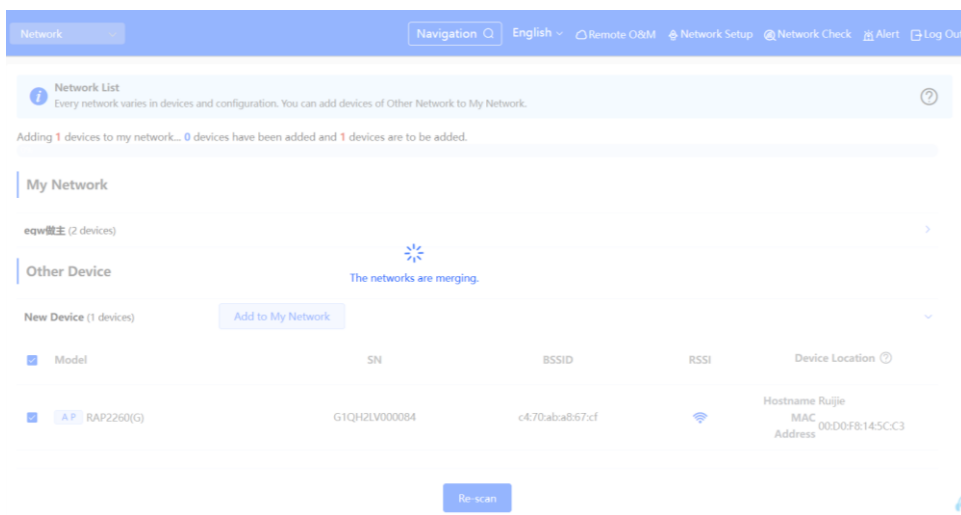 Network
Navigation
English
Remote O&M
Network Setup
Network Check
Alert
Log Out
Network List
Every network varies in devices and configuration. You can add devices of Other Network to My Network.
Adding 1 devices to my network... 0 devices have been added and 1 devices are to be added.
My Network
eqw做主 (2 devices)
The networks are merging.
Other Device
New Device (1 devices)
Add to My Network
Model
SN
BSSID
RSSI
Device Location
AP
RAP2260(G)
G1QH2LV000084
c4:70:ab:a8:67:cf
Hostname Ruijie
MAC Address 00:D0:F8:14:5C:C3
Re-scan